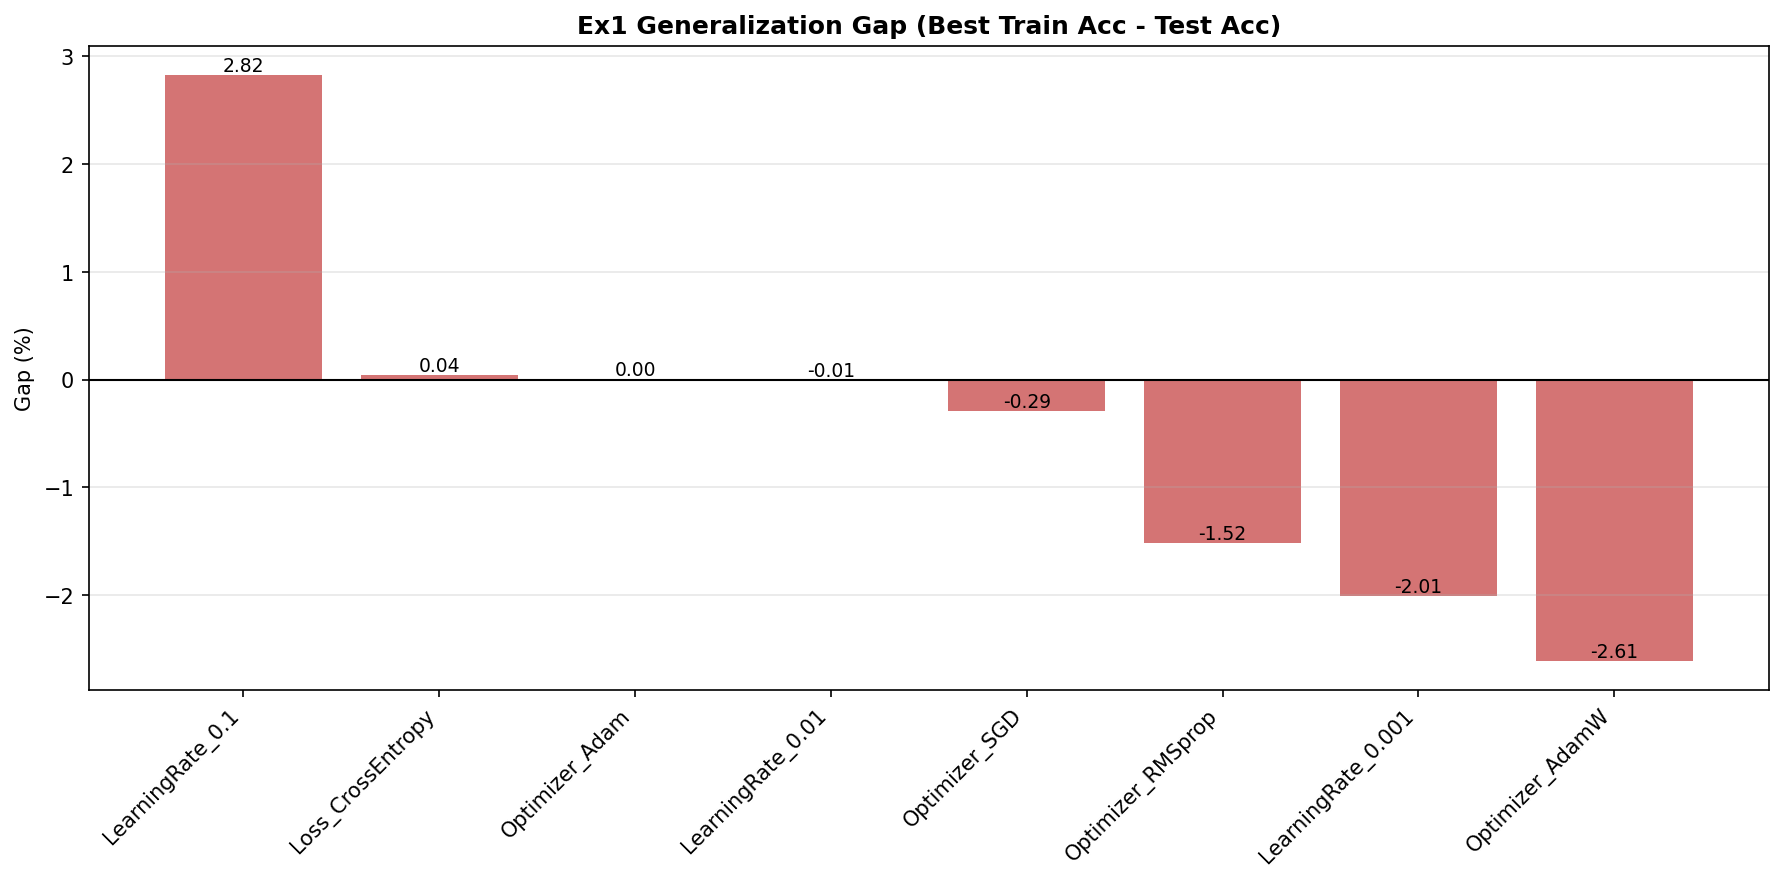 Ex1 Generalization Gap (Best Train Acc - Test Acc)
Gap (%)
3
2
1
0
−1
−2
2.82
0.04
0.00
-0.01
-0.29
-1.52
-2.01
-2.61
LearningRate_0.1
Loss_CrossEntropy
Optimizer_Adam
LearningRate_0.01
Optimizer_SGD
Optimizer_RMSprop
LearningRate_0.001
Optimizer_AdamW